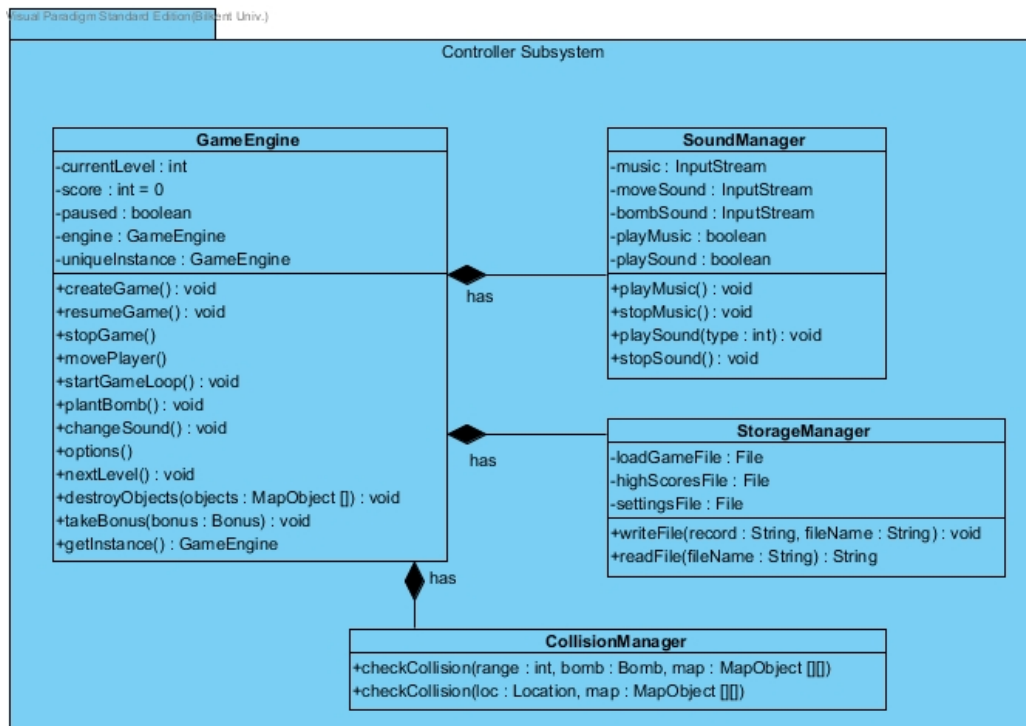 Visual Paradigm Standard Edition(Bilkent Univ.)
Controller Subsystem
GameEngine
-currentLevel : int
-score : int = 0
-paused : boolean
-engine : GameEngine
-uniqueInstance : GameEngine
+createGame() : void
+resumeGame() : void
+stopGame()
+movePlayer()
+startGameLoop() : void
+plantBomb() : void
+changeSound() : void
+options()
+nextLevel() : void
+destroyObjects(objects : MapObject []) : void
+takeBonus(bonus : Bonus) : void
+getInstance() : GameEngine
has
SoundManager
-music : InputStream
-moveSound : InputStream
-bombSound : InputStream
-playMusic : boolean
-playSound : boolean
+playMusic() : void
+stopMusic() : void
+playSound(type : int) : void
+stopSound() : void
has
StorageManager
-loadGameFile : File
-highScoresFile : File
-settingsFile : File
+writeFile(record : String, fileName : String) : void
+readFile(fileName : String) : String
has
CollisionManager
+checkCollision(range : int, bomb : Bomb, map : MapObject [][])
+checkCollision(loc : Location, map : MapObject [][])